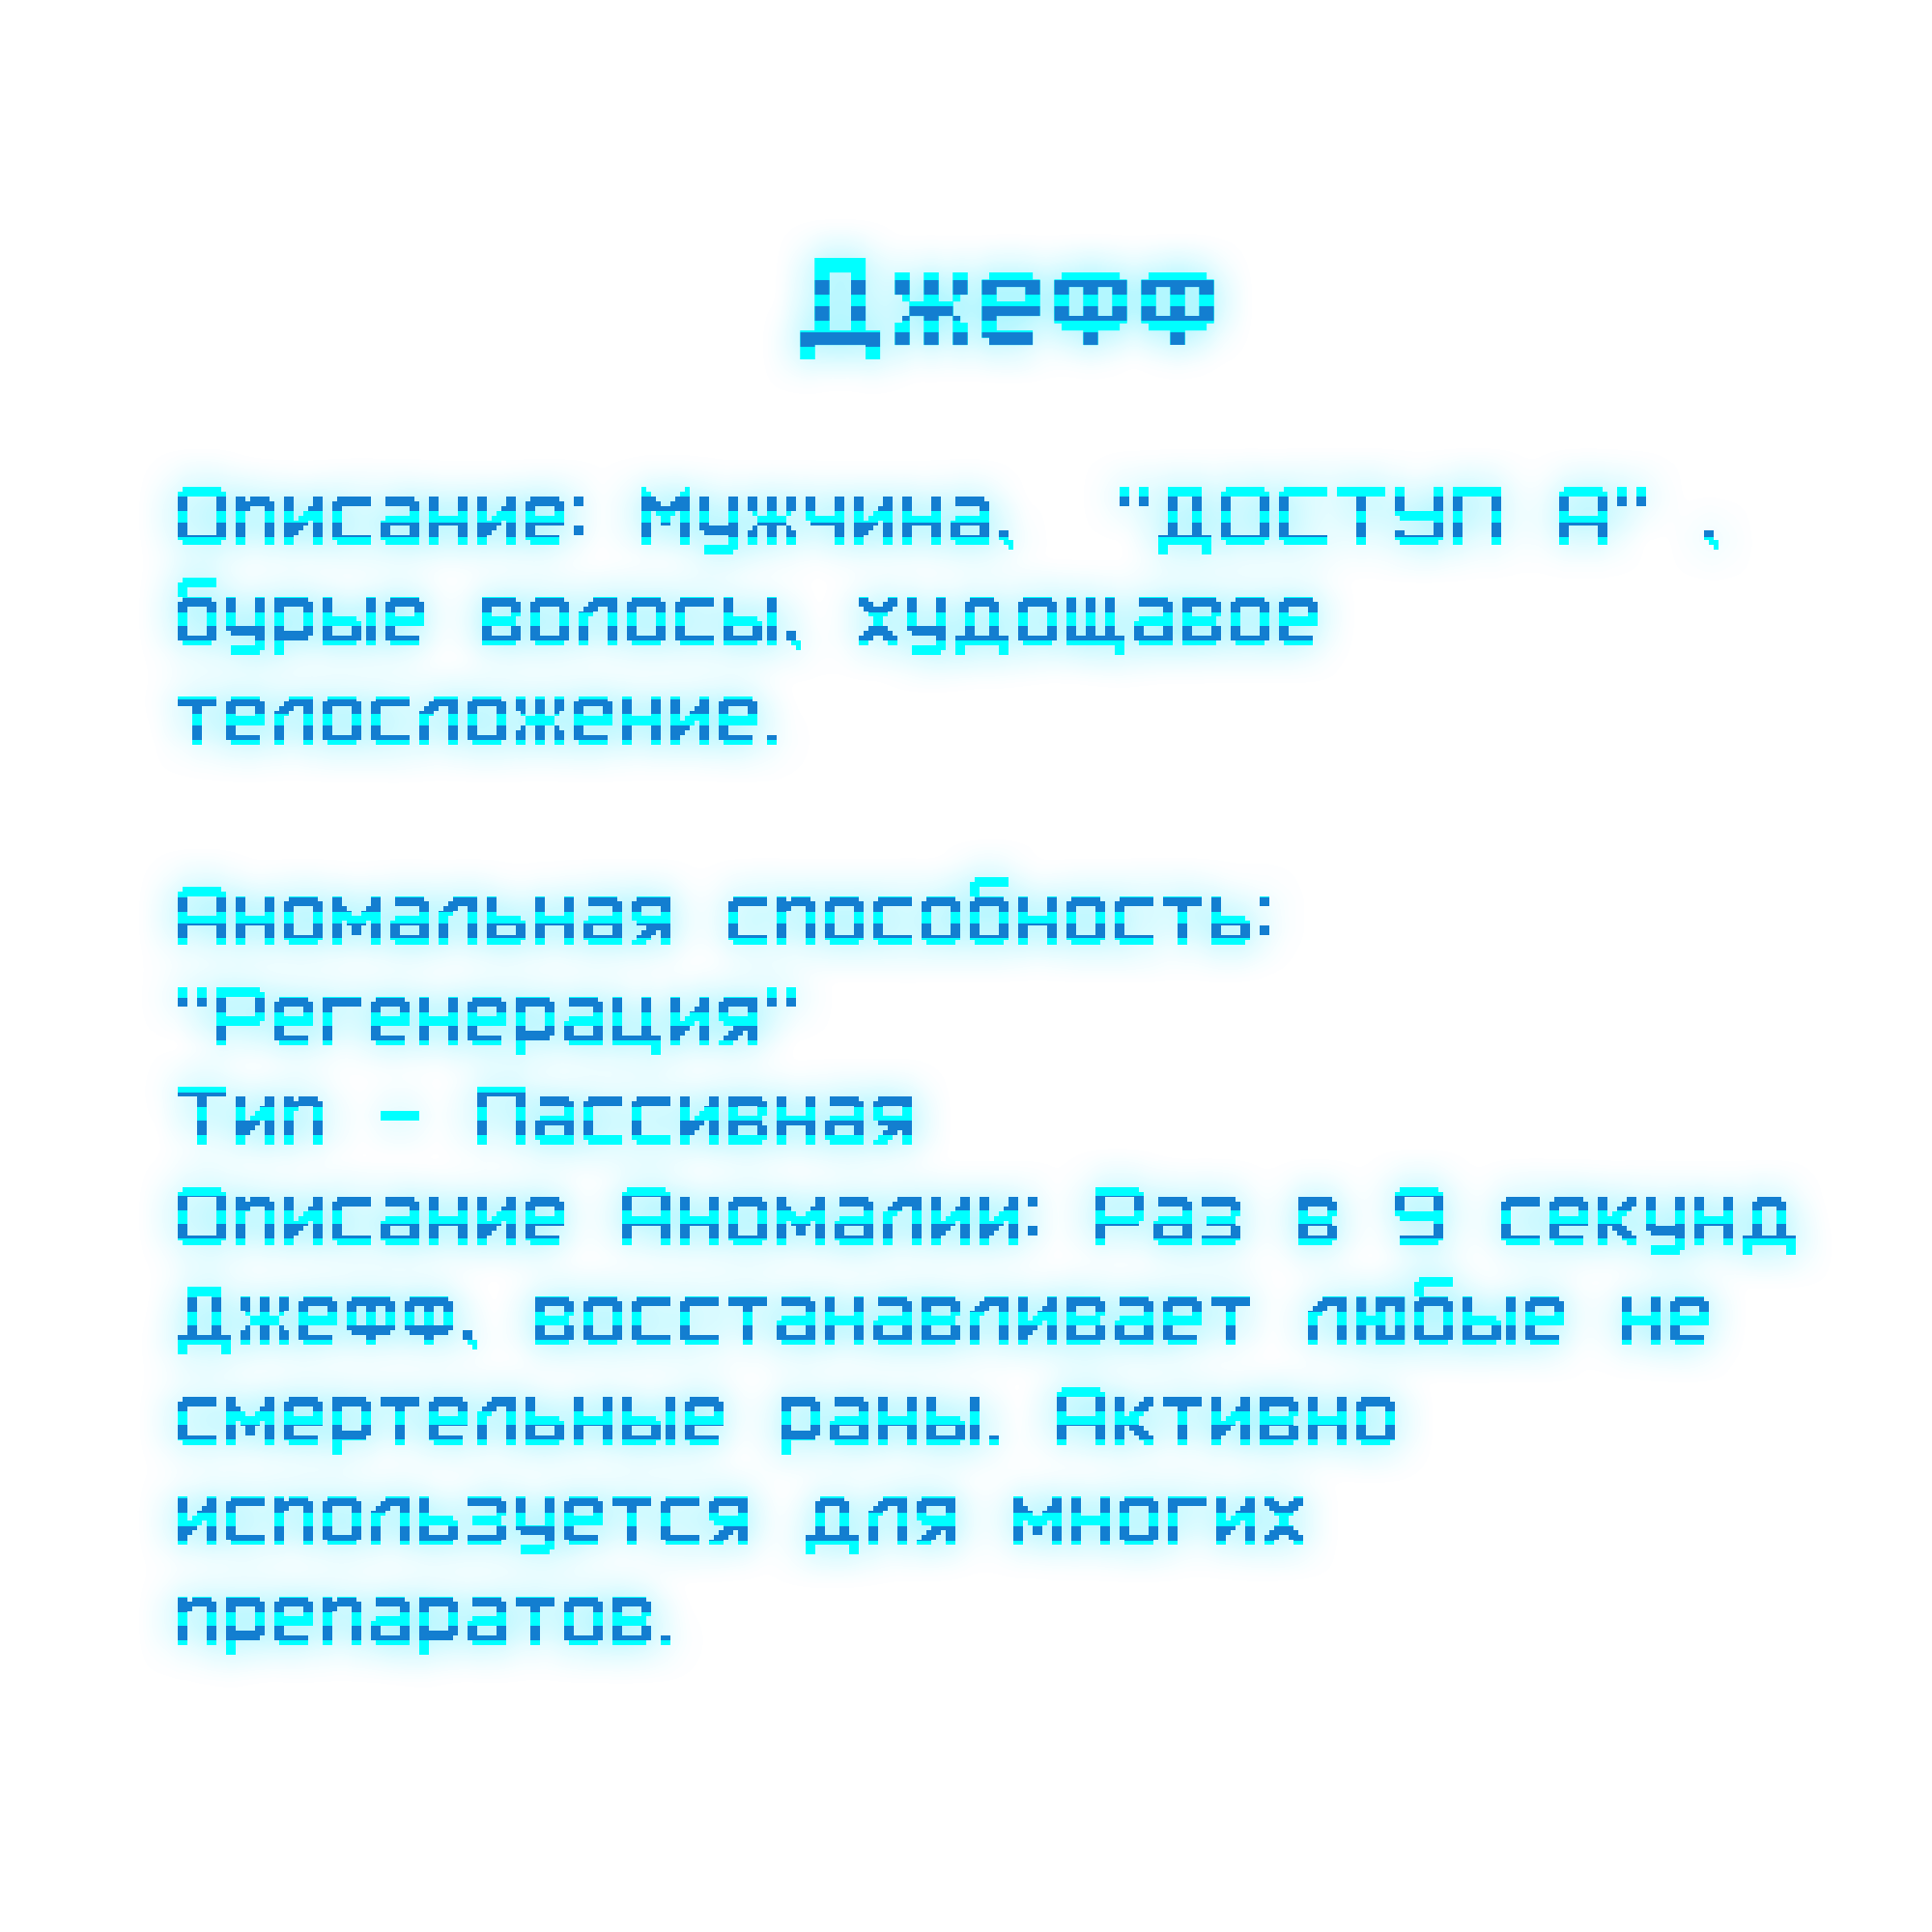 Джефф
Описание: Мужчина,  "ДОСТУП А" ,
бурые волосы, худощавое
телосложение.
Аномальная способность:
"Регенерация"
Тип - Пассивная
Описание Аномалии: Раз в 9 секунд
Джефф, восстанавливает любые не
смертельные раны. Активно
используется для многих
препаратов.